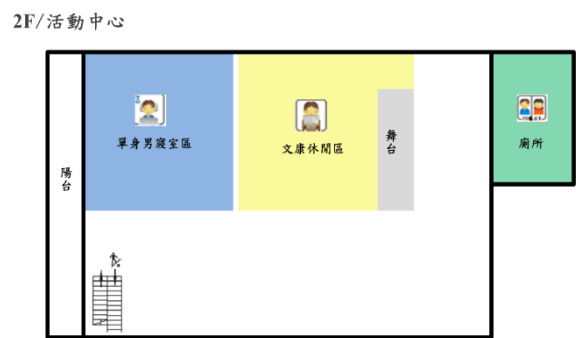 2F/活動中心
單身男寢室區
文康休閒區
舞台
廁所
陽台